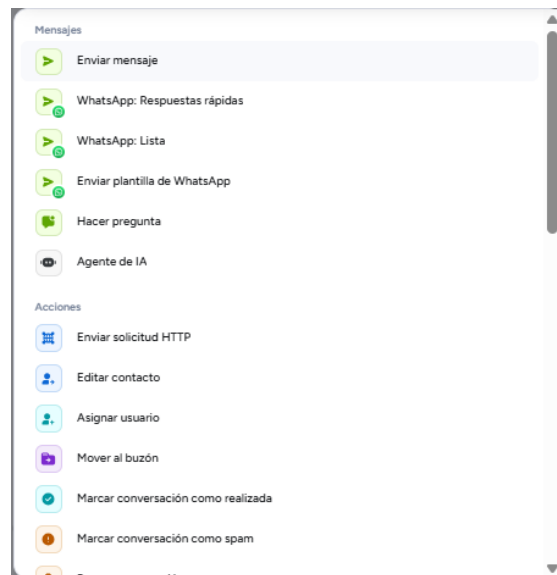 Mensajes
Enviar mensaje
WhatsApp: Respuestas rápidas
WhatsApp: Lista
Enviar plantilla de WhatsApp
Hacer pregunta
Agente de IA
Acciones
Enviar solicitud HTTP
Editar contacto
Asignar usuario
Mover al buzón
Marcar conversación como realizada
Marcar conversación como spam